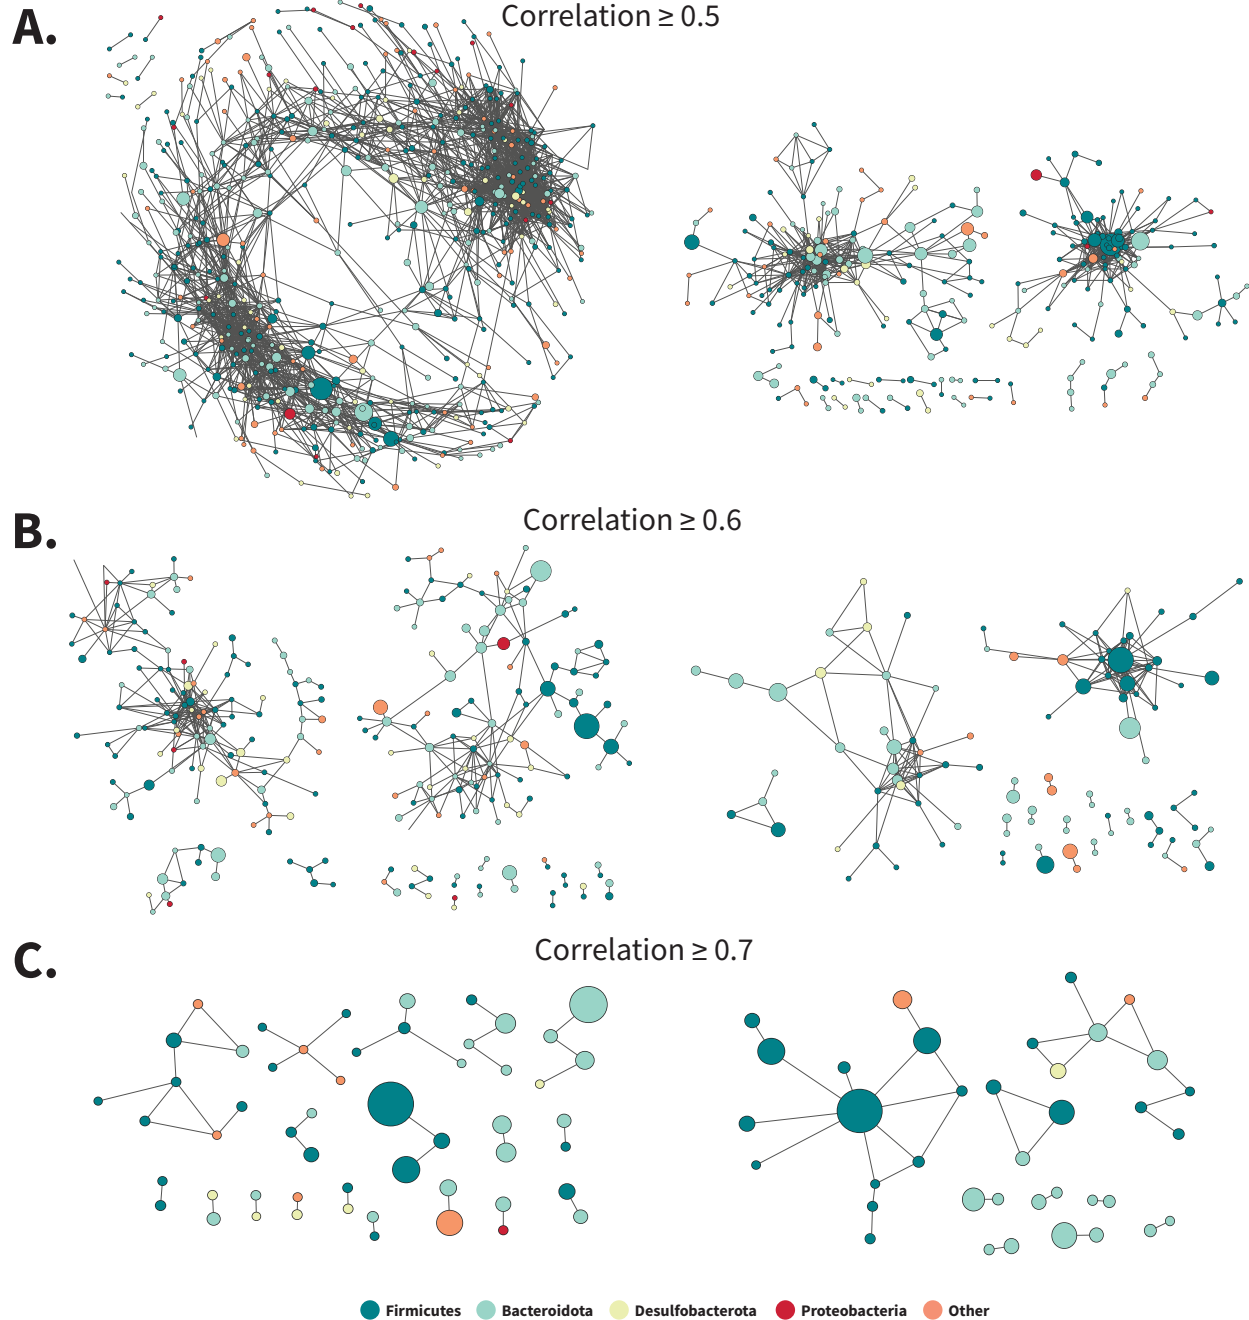 A.
Correlation ≥ 0.5
B.
Correlation ≥ 0.6
C.
Correlation ≥ 0.7
Firmicutes Bacteroidota Desulfobacterota Proteobacteria Other